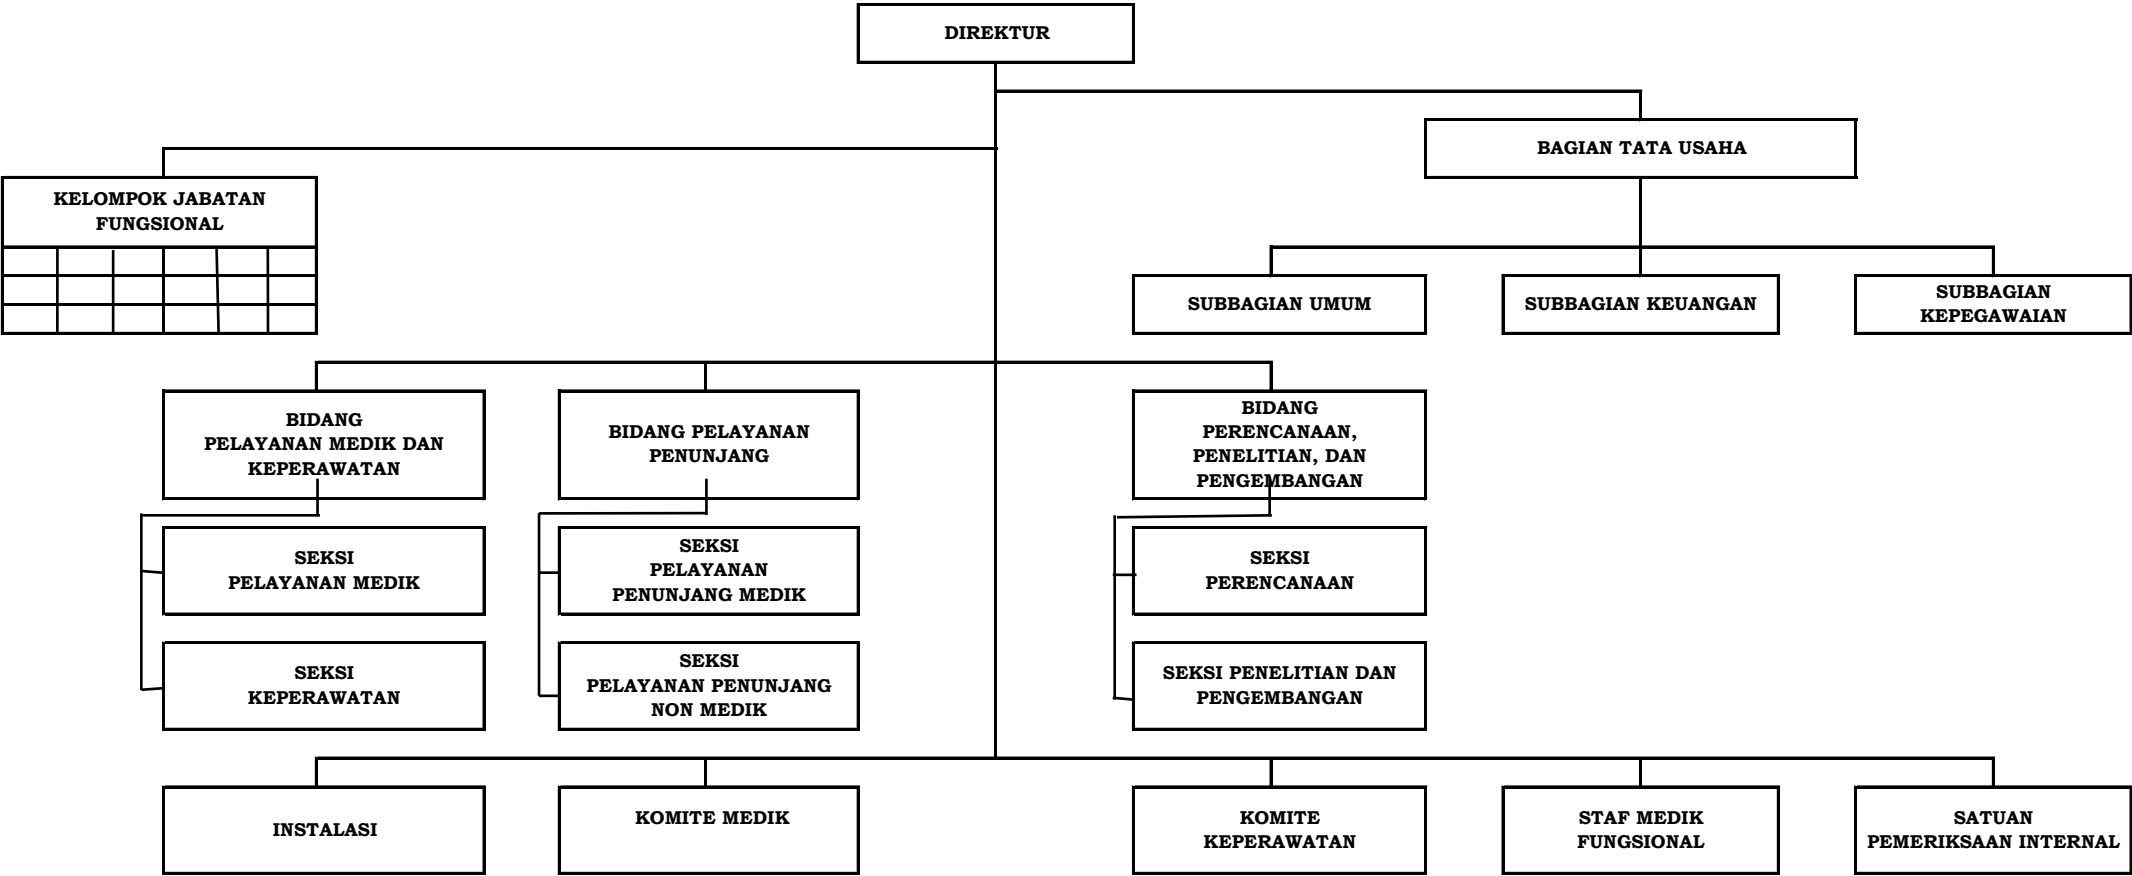 DIREKTUR
BAGIAN TATA USAHA
KELOMPOK JABATAN
FUNGSIONAL
SUBBAGIAN UMUM
SUBBAGIAN KEUANGAN
SUBBAGIAN
KEPEGAWAIAN
BIDANG
PELAYANAN MEDIK DAN
KEPERAWATAN
BIDANG PELAYANAN
PENUNJANG
BIDANG
PERENCANAAN,
PENELITIAN, DAN
PENGEMBANGAN
SEKSI
PELAYANAN MEDIK
SEKSI
PELAYANAN
PENUNJANG MEDIK
SEKSI
PERENCANAAN
SEKSI
KEPERAWATAN
SEKSI
PELAYANAN PENUNJANG
NON MEDIK
SEKSI PENELITIAN DAN
PENGEMBANGAN
INSTALASI
KOMITE MEDIK
KOMITE
KEPERAWATAN
STAF MEDIK
FUNGSIONAL
SATUAN
PEMERIKSAAN INTERNAL